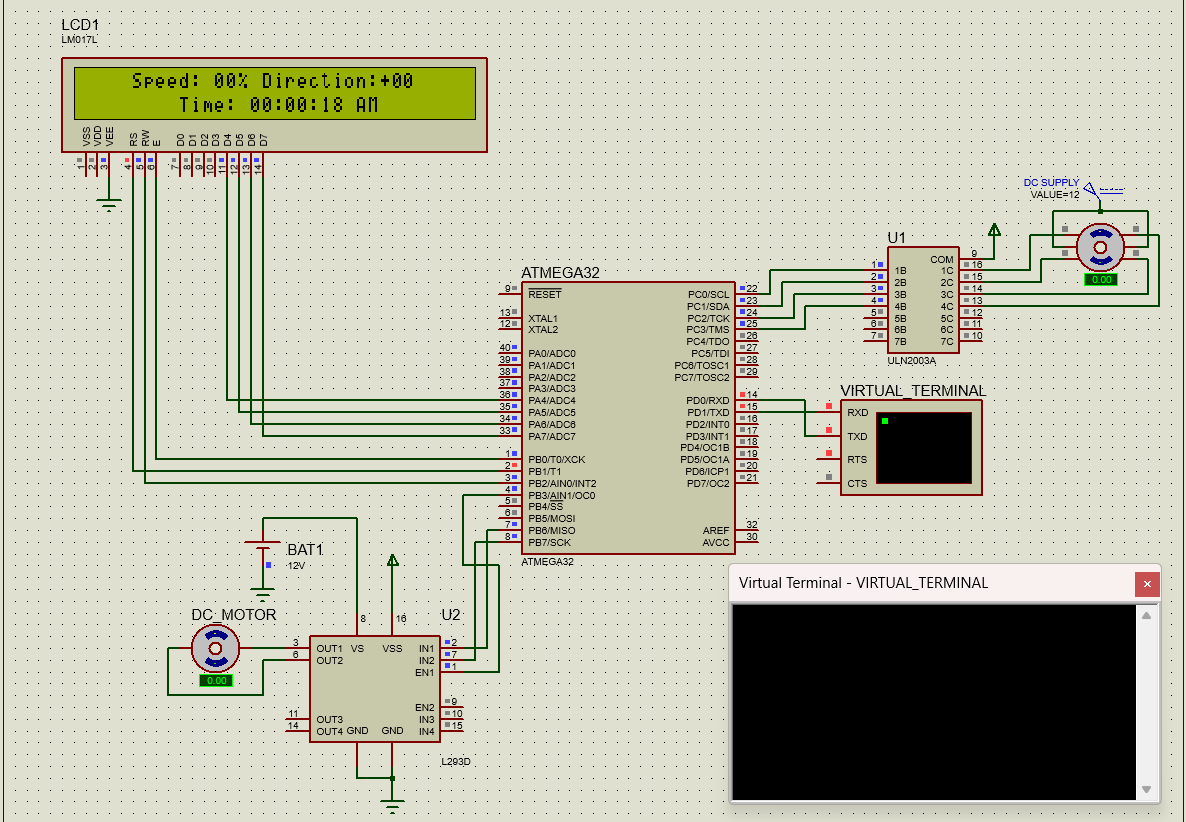 LCD1
LM017L
Speed: 00% Direction:+00
Time: 00:00:18 AM
VSS
VDD
VEE
RS
RW
E
D0
D1
D2
D3
D4
D5
D6
D7
1
2
3
4
5
6
7
8
9
10
11
12
13
14
DC SUPPLY
VALUE=12
0.00
U1
COM 9
1 1B 1C 16
2 2B 2C 15
3 3B 3C 14
4 4B 4C 13
5 5B 5C 12
6 6B 6C 11
7 7B 7C 10
ULN2003A
ATMEGA32
9 RESET PC0/SCL 22
PC1/SDA 23
13 XTAL1 PC2/TCK 24
12 XTAL2 PC3/TMS 25
PC4/TDO 26
40 PA0/ADC0 PC5/TDI 27
39 PA1/ADC1 PC6/TOSC1 28
38 PA2/ADC2 PC7/TOSC2 29
37 PA3/ADC3
36 PA4/ADC4 PD0/RXD 14
35 PA5/ADC5 PD1/TXD 15
34 PA6/ADC6 PD2/INT0 16
33 PA7/ADC7 PD3/INT1 17
PD4/OC1B 18
1 PB0/T0/XCK PD5/OC1A 19
2 PB1/T1 PD6/ICP1 20
3 PB2/AIN0/INT2 PD7/OC2 21
4 PB3/AIN1/OC0
5 PB4/SS
6 PB5/MOSI
7 PB6/MISO AREF 32
8 PB7/SCK AVCC 30
ATMEGA32
VIRTUAL_TERMINAL
RXD
TXD
RTS
CTS
BAT1
12V
DC_MOTOR
0.00
U2
8 16
3 OUT1 VS VSS IN1 2
6 OUT2 IN2 7
EN1 1
EN2 9
11 OUT3 IN3 10
14 OUT4 GND GND IN4 15
L293D
Virtual Terminal - VIRTUAL_TERMINAL